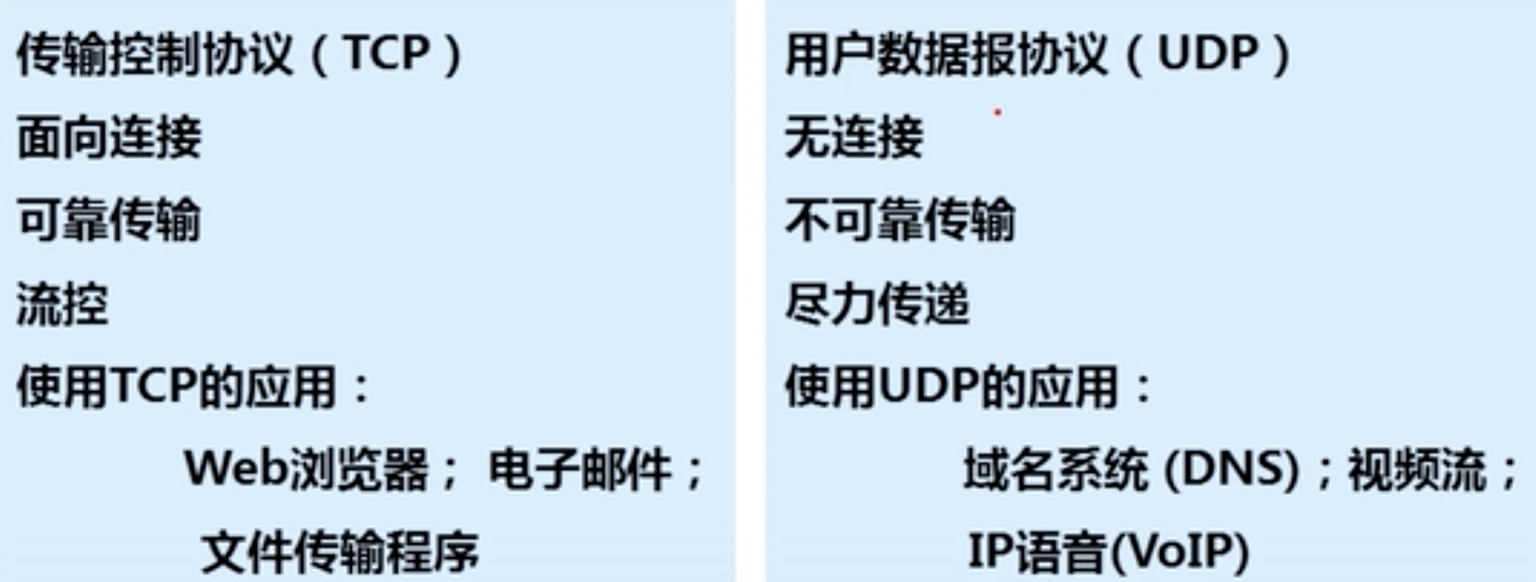 传输控制协议（TCP）
面向连接
可靠传输
流控
使用TCP的应用：
Web浏览器； 电子邮件；
文件传输程序
用户数据报协议（UDP）
无连接
不可靠传输
尽力传递
使用UDP的应用：
域名系统 (DNS)；视频流；
IP语音(VoIP)